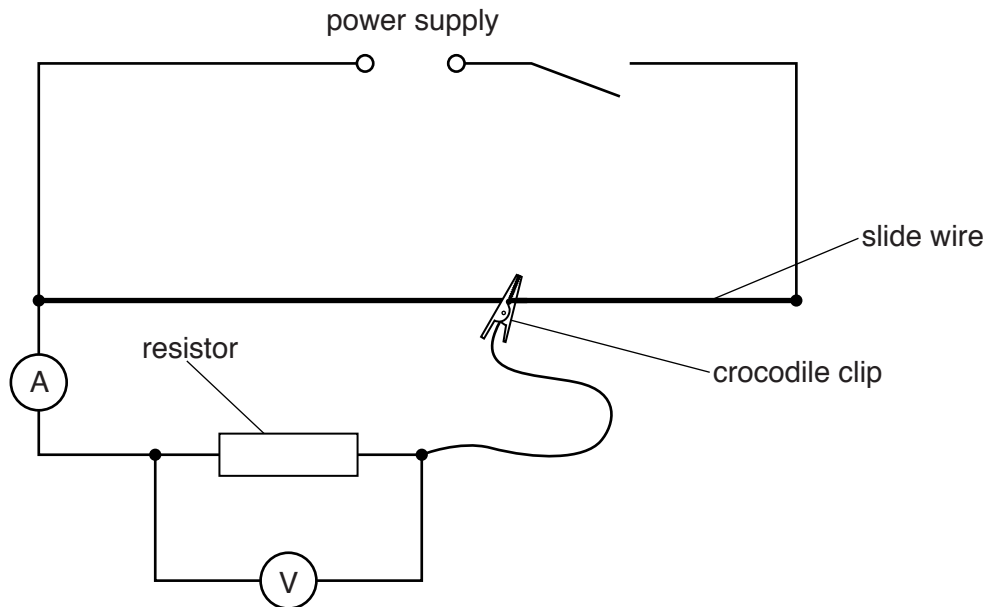 power supply
slide wire
resistor
crocodile clip
A
V